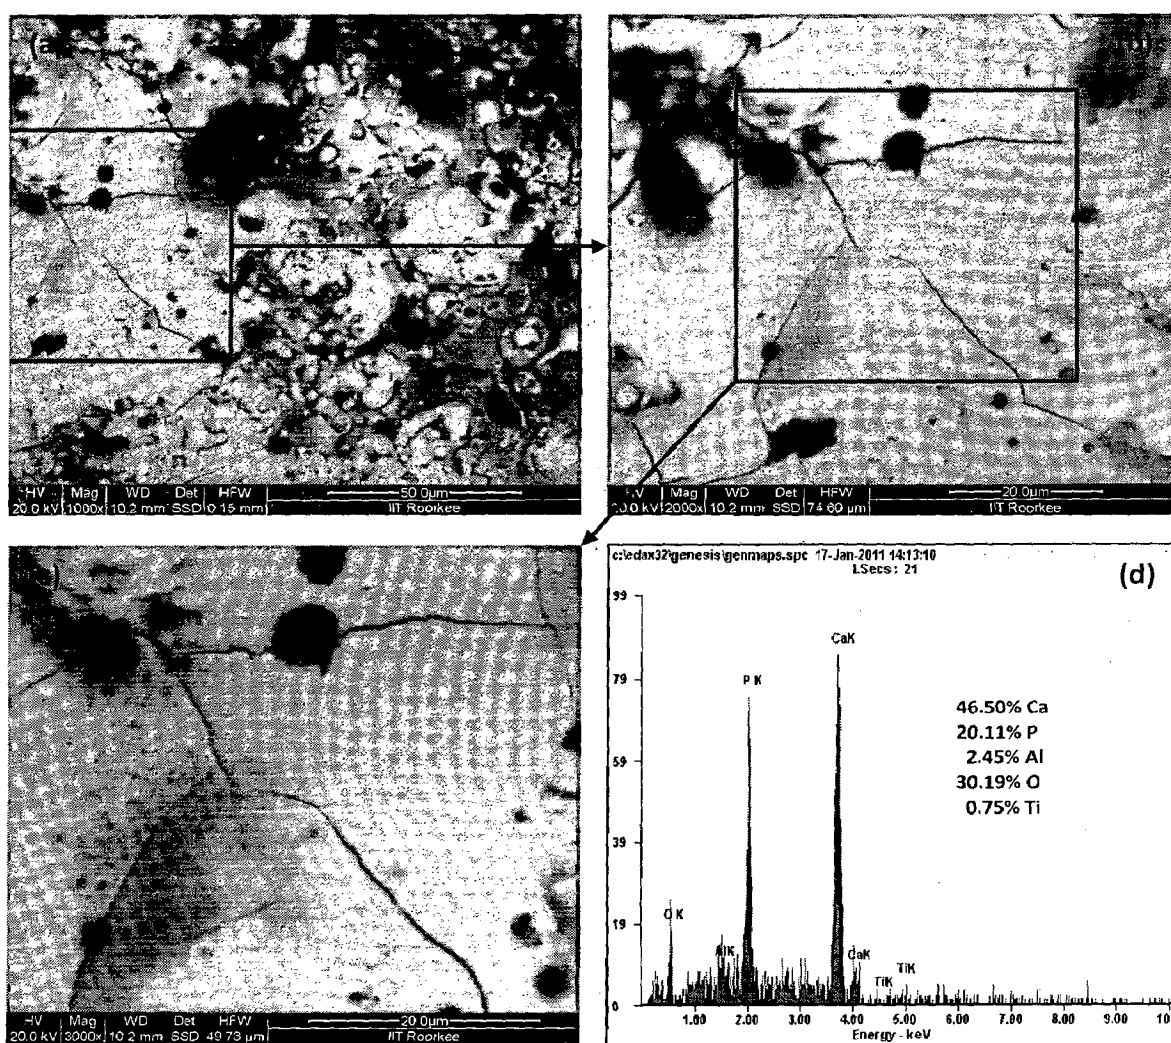 (a)
HV Mag WD Det HFW 50.0µm
20.0 kV 1000x 10.2 mm SSD 0.15 mm IIT Roorkee
HV Mag WD Det HFW 20.0µm
20.0 kV 2000x 10.2 mm SSD 74.60 µm IIT Roorkee
HV Mag WD Det HFW 20.0µm
20.0 kV 3000x 10.2 mm SSD 49.73 µm IIT Roorkee
c:\edax32\genesis\genmaps.spc 17-Jan-2011 14:13:10
LSecs : 21
(d)
99
79
59
39
19
0
CaK
P K
O K
AlK
CaK
TiK
TiK
46.50% Ca
20.11% P
2.45% Al
30.19% O
0.75% Ti
1.00 2.00 3.00 4.00 5.00 6.00 7.00 8.00 9.00
Energy - keV